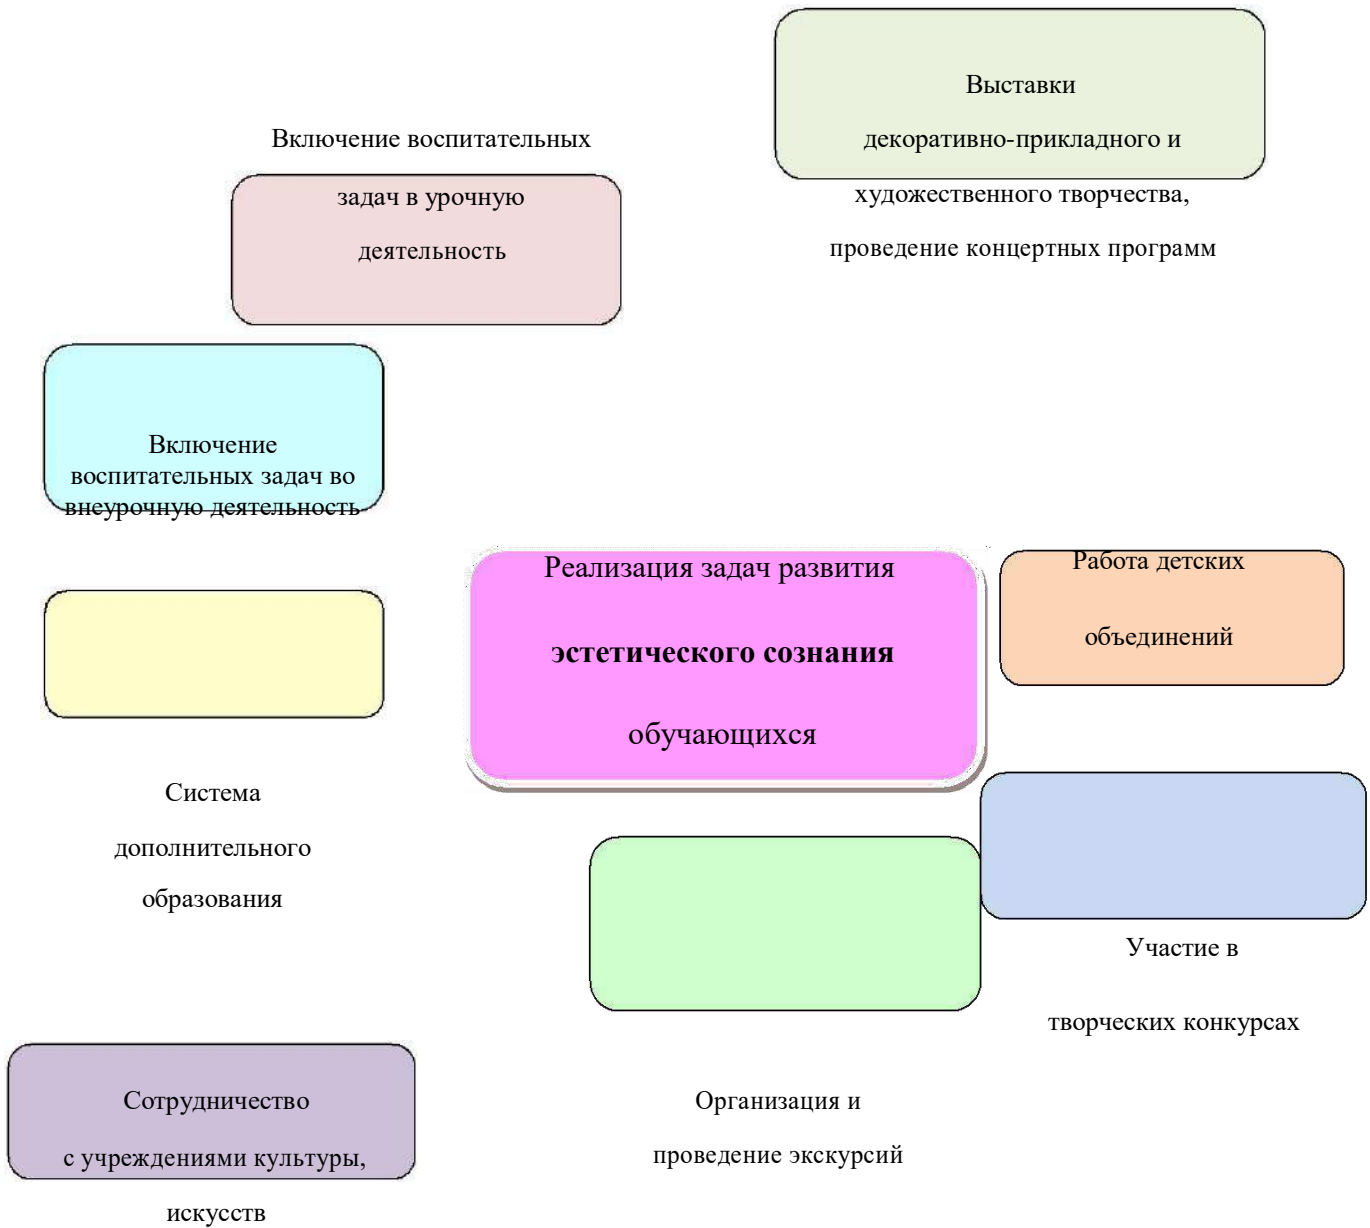 Выставки
декоративно-прикладного и
художественного творчества,
проведение концертных программ
Включение воспитательных
задач в урочную
деятельность
Включение
воспитательных задач во
внеурочную деятельность
Реализация задач развития
эстетического сознания
обучающихся
Работа детских
объединений
Система
дополнительного
образования
Участие в
творческих конкурсах
Сотрудничество
с учреждениями культуры,
искусств
Организация и
проведение экскурсий